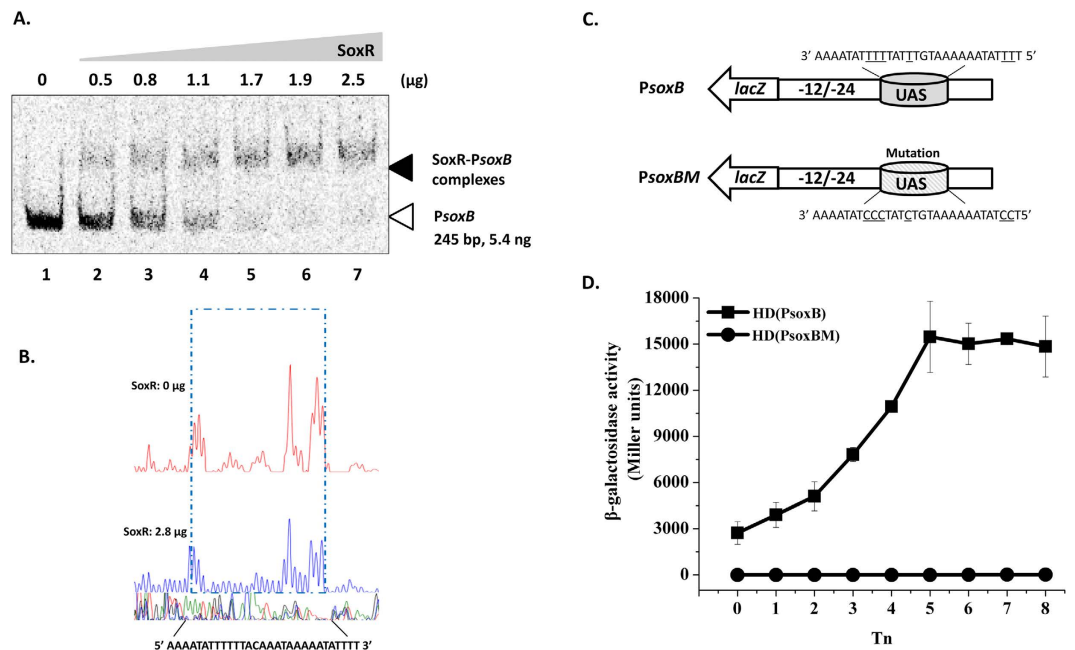 A.
SoxR
0 0.5 0.8 1.1 1.7 1.9 2.5 (μg)
SoxR-PsoxB
complexes
PsoxB
245 bp, 5.4 ng
1 2 3 4 5 6 7
B.
SoxR: 0 μg
SoxR: 2.8 μg
5' AAAATATTTTTTACAAATAAAAATATTTT 3'
C.
3' AAAATATTTTTATTTGTAAAAAATATTTT 5'
PsoxB
lacZ
-12/-24
UAS
Mutation
PsoxBM
lacZ
-12/-24
UAS
3' AAAATATCCCTATCTGTAAAAAATATCCT5'
D.
HD(PsoxB)
HD(PsoxBM)
18000
15000
12000
9000
6000
3000
0
β-galactosidase activity
(Miller units)
0 1 2 3 4 5 6 7 8
Tn